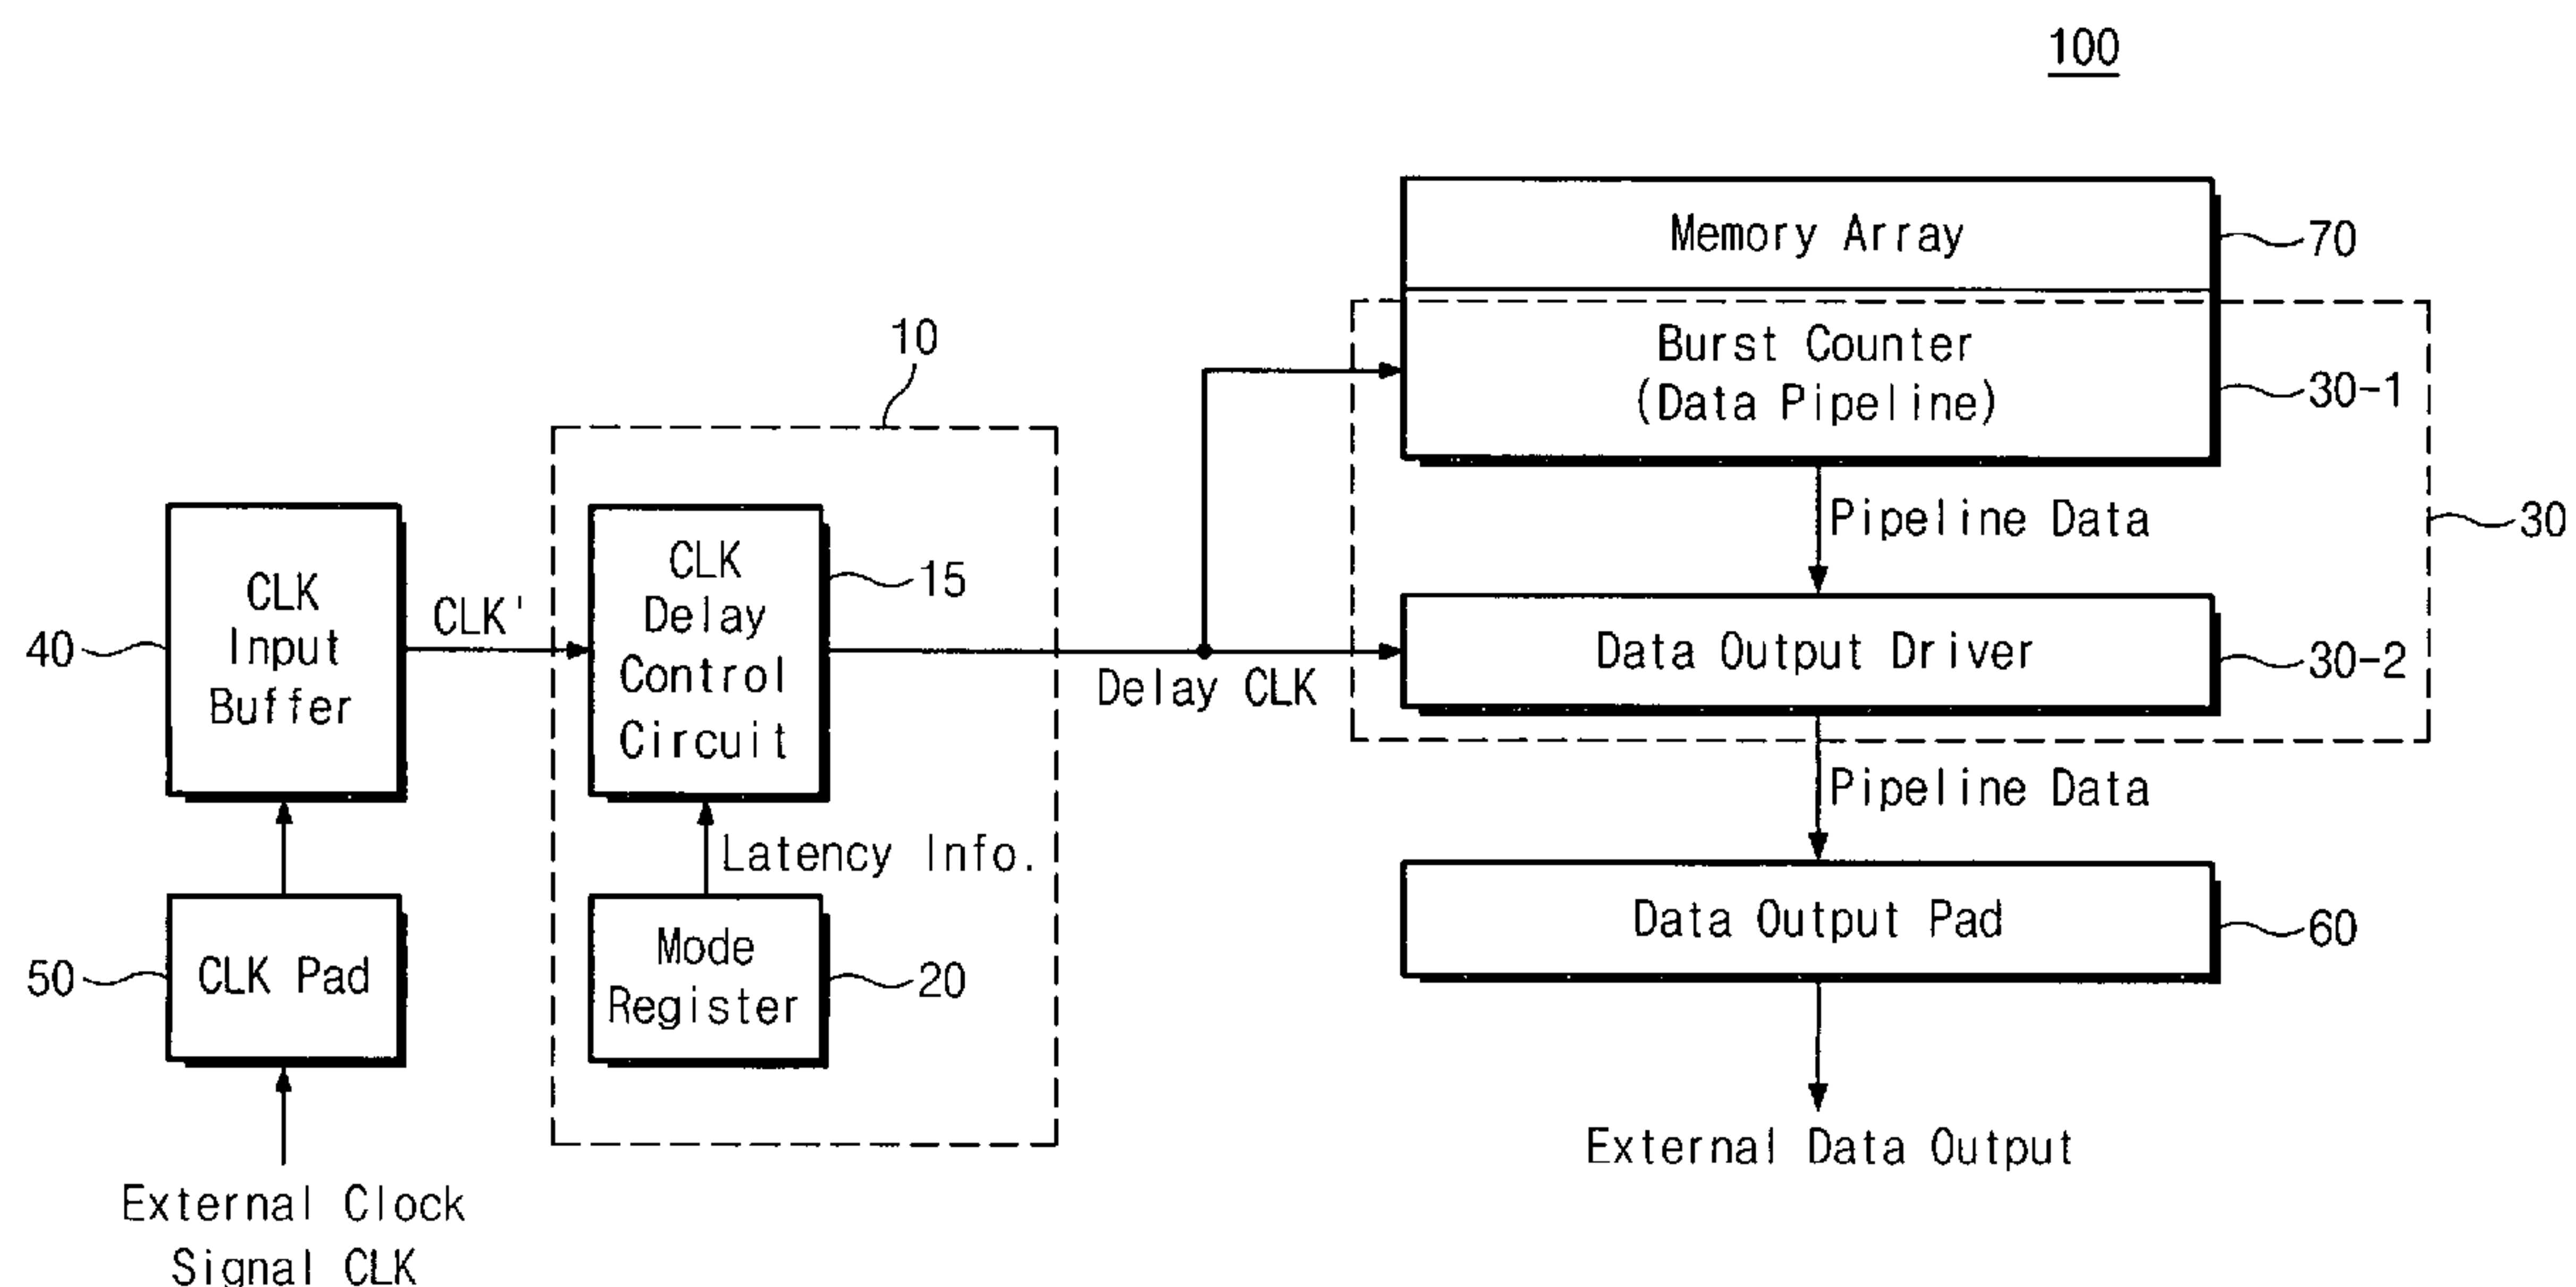 100
Memory Array
70
Burst Counter
(Data Pipeline)
30-1
10
Pipeline Data
30
CLK
Input
Buffer
40
CLK'
CLK
Delay
Control
Circuit
15
Delay CLK
Data Output Driver
30-2
Pipeline Data
Latency Info.
CLK Pad
50
Mode
Register
20
Data Output Pad
60
External Data Output
External Clock
Signal CLK